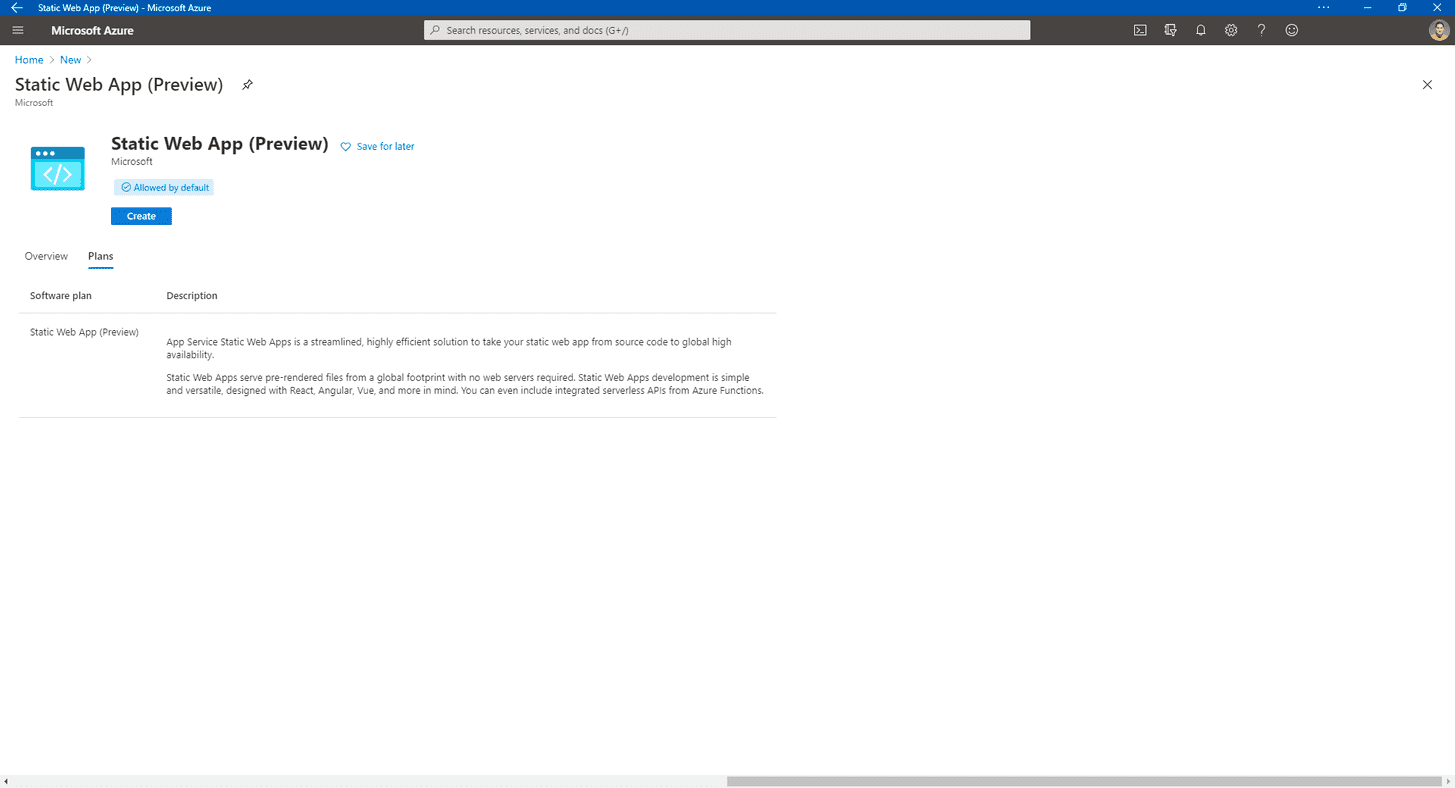 Static Web App (Preview) - Microsoft Azure
Microsoft Azure
Search resources, services, and docs (G+/)
Home > New >
Static Web App (Preview)
Microsoft
Static Web App (Preview)
Save for later
Microsoft
Allowed by default
Create
Overview Plans
Software plan Description
Static Web App (Preview)
App Service Static Web Apps is a streamlined, highly efficient solution to take your static web app from source code to global high
availability.
Static Web Apps serve pre-rendered files from a global footprint with no web servers required. Static Web Apps development is simple
and versatile, designed with React, Angular, Vue, and more in mind. You can even include integrated serverless APIs from Azure Functions.